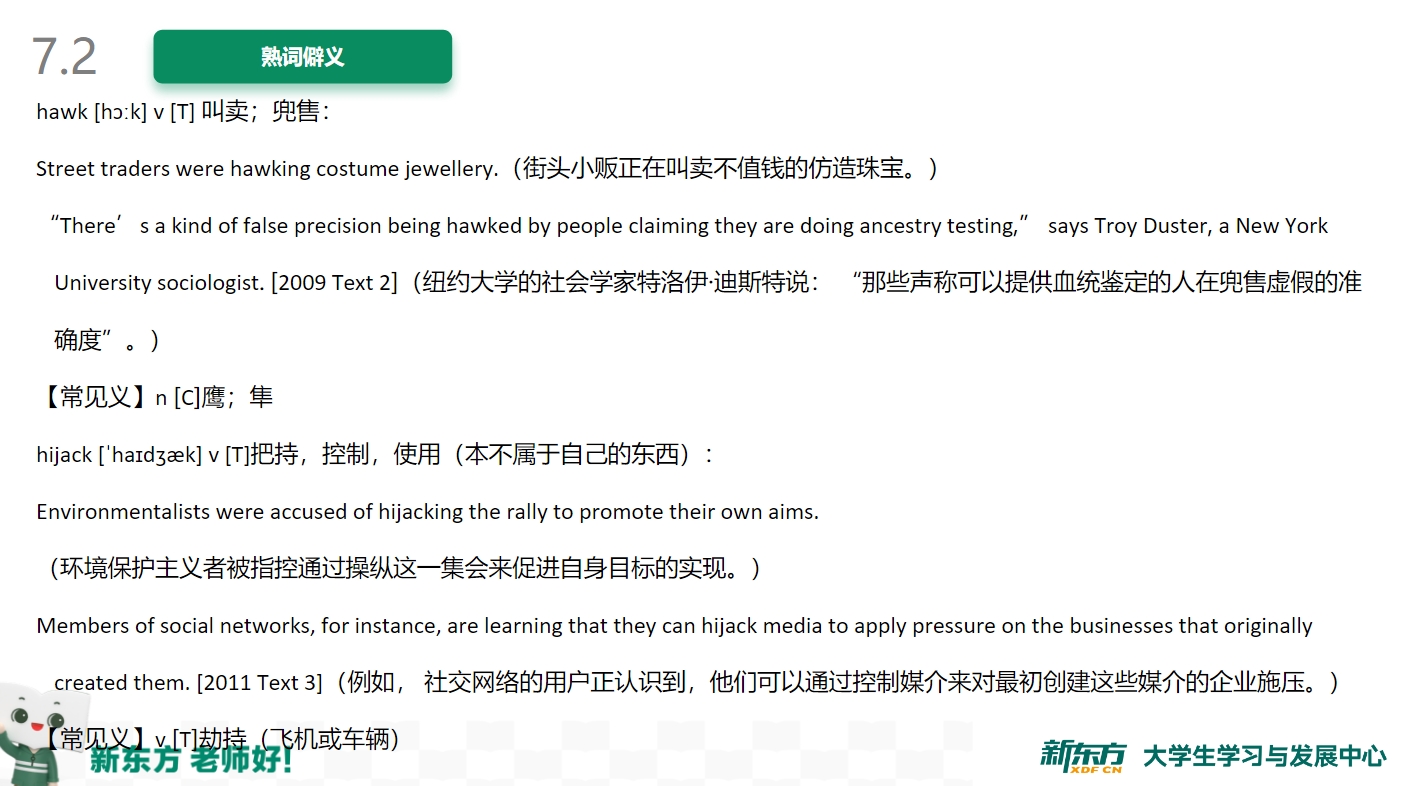 7.2
熟词僻义
hawk [hɔːk] v [T] 叫卖；兜售：
Street traders were hawking costume jewellery.（街头小贩正在叫卖不值钱的仿造珠宝。）
“There’s a kind of false precision being hawked by people claiming they are doing ancestry testing,” says Troy Duster, a New York
University sociologist. [2009 Text 2]（纽约大学的社会学家特洛伊·迪斯特说：“那些声称可以提供血统鉴定的人在兜售虚假的准
确度”。）
【常见义】n [C]鹰；隼
hijack [ˈhaɪdʒæk] v [T]把持，控制，使用（本不属于自己的东西）：
Environmentalists were accused of hijacking the rally to promote their own aims.
（环境保护主义者被指控通过操纵这一集会来促进自身目标的实现。）
Members of social networks, for instance, are learning that they can hijack media to apply pressure on the businesses that originally
created them. [2011 Text 3]（例如， 社交网络的用户正认识到，他们可以通过控制媒介来对最初创建这些媒介的企业施压。）
【常见义】v [T]劫持（飞机或车辆）
新东方 老师好！
新东方 XDF.CN 大学生学习与发展中心